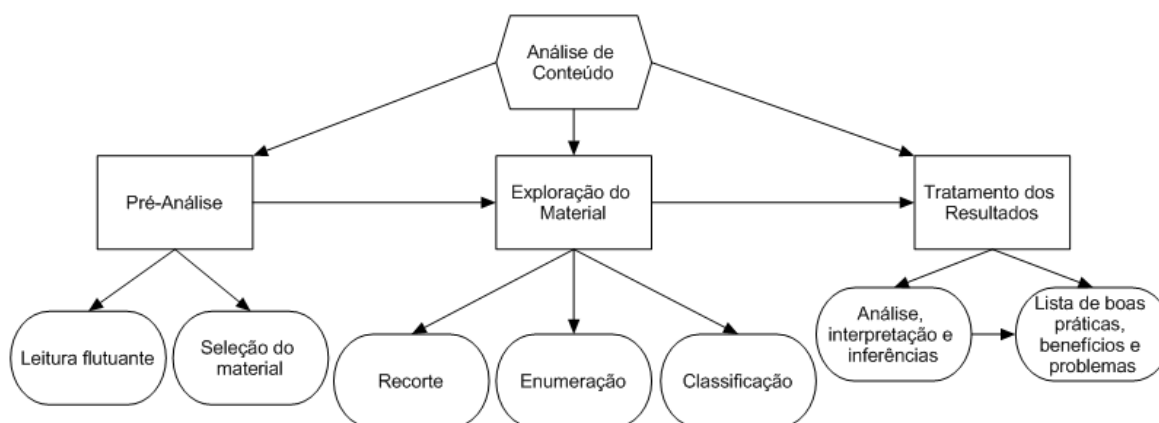 Análise de
Conteúdo
Pré-Análise
Exploração do
Material
Tratamento dos
Resultados
Leitura flutuante
Seleção do
material
Recorte
Enumeração
Classificação
Análise,
interpretação e
inferências
Lista de boas
práticas,
benefícios e
problemas